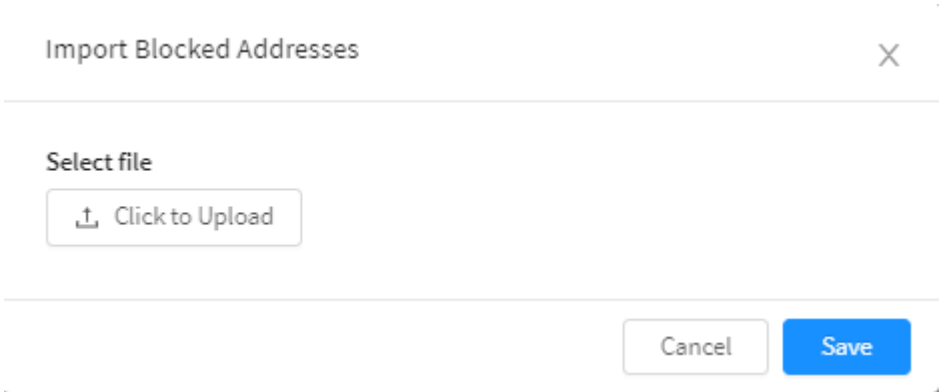 Import Blocked Addresses
Select file
Click to Upload
Cancel
Save